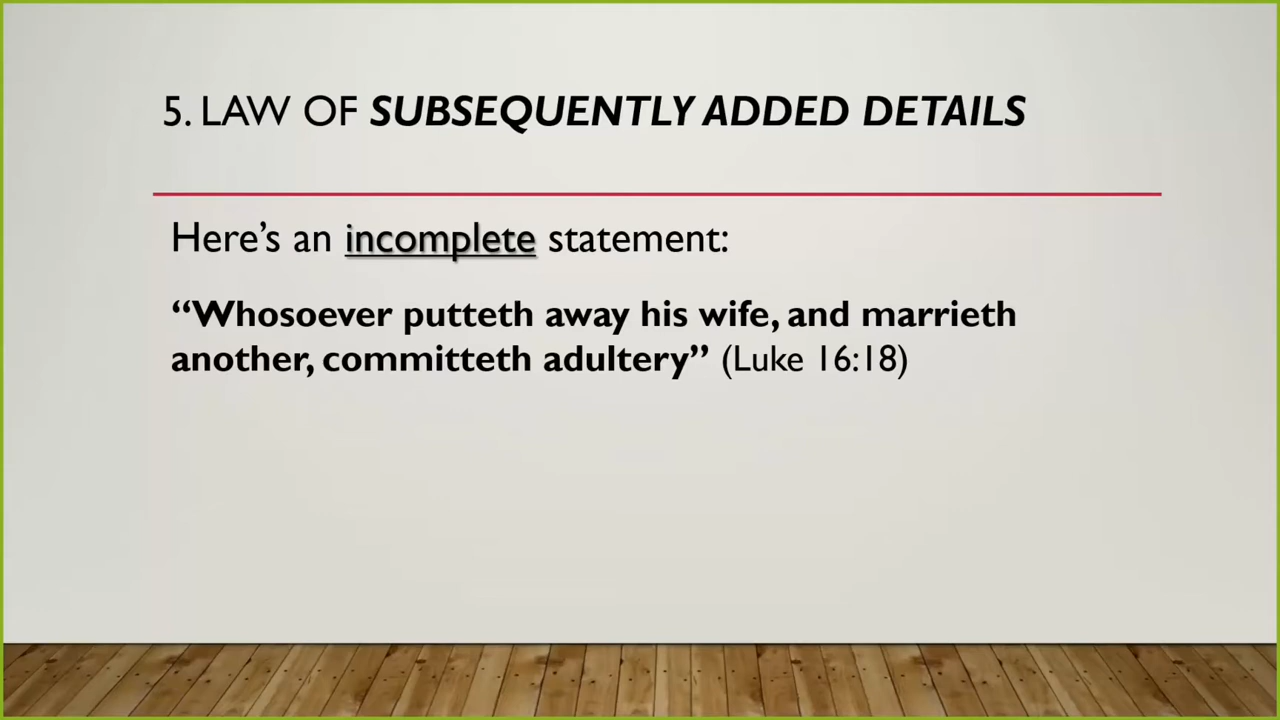 5. LAW OF SUBSEQUENTLY ADDED DETAILS
Here’s an incomplete statement:
“Whosoever putteth away his wife, and marrieth
another, committeth adultery” (Luke 16:18)